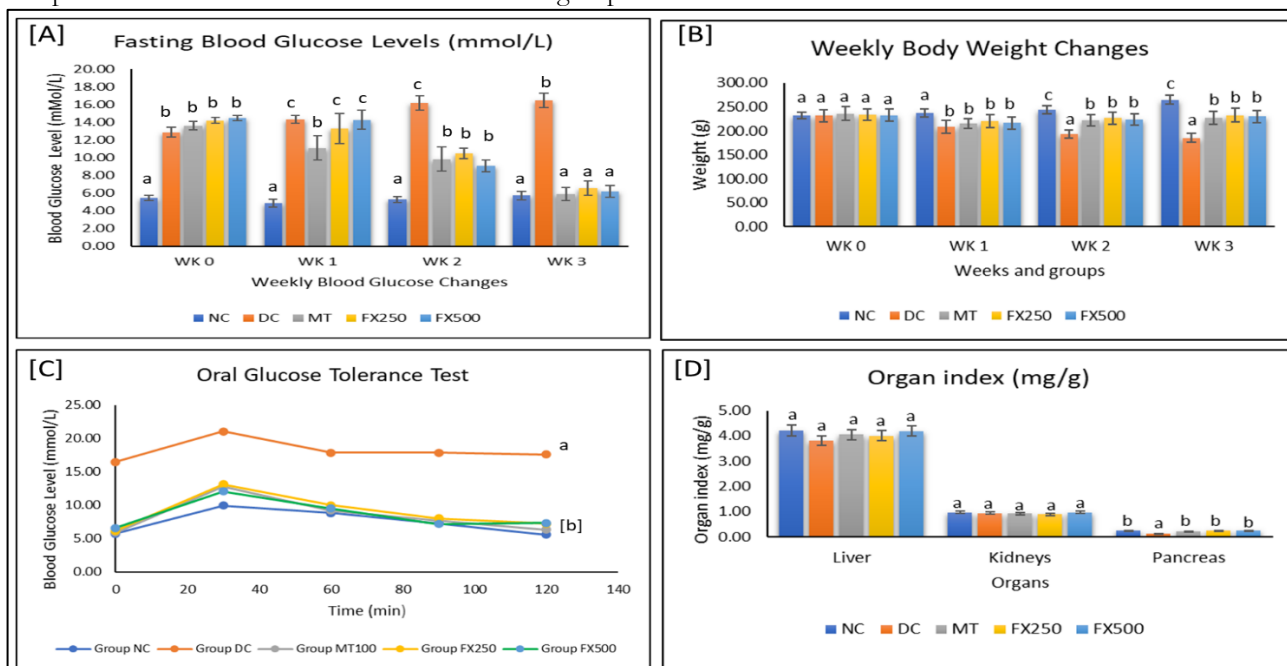 [A]
Fasting Blood Glucose Levels (mmol/L)
Blood Glucose Level (mMol/L)
20.00
18.00
16.00
14.00
12.00
10.00
8.00
6.00
4.00
2.00
0.00
a b b b b
a c b c c
a c b b b
a b a a a
WK 0 WK 1 WK 2 WK 3
Weekly Blood Glucose Changes
NC DC MT FX250 FX500
[B]
Weekly Body Weight Changes
Weight (g)
300.00
250.00
200.00
150.00
100.00
50.00
0.00
a a a a a
a b b b b
c a b b b
c a b b b
WK 0 WK 1 WK 2 WK 3
Weeks and groups
NC DC MT FX250 FX500
[C]
Oral Glucose Tolerance Test
Blood Glucose Level (mmol/L)
25.00
20.00
15.00
10.00
5.00
0.00
a
[b]
0 20 40 60 80 100 120 140
Time (min)
Group NC Group DC Group MT100 Group FX250 Group FX500
[D]
Organ index (mg/g)
Organ index (mg/g)
5.00
4.00
3.00
2.00
1.00
0.00
a a a a a
a a a a a
b a b b b
Liver Kidneys Pancreas
Organs
NC DC MT FX250 FX500